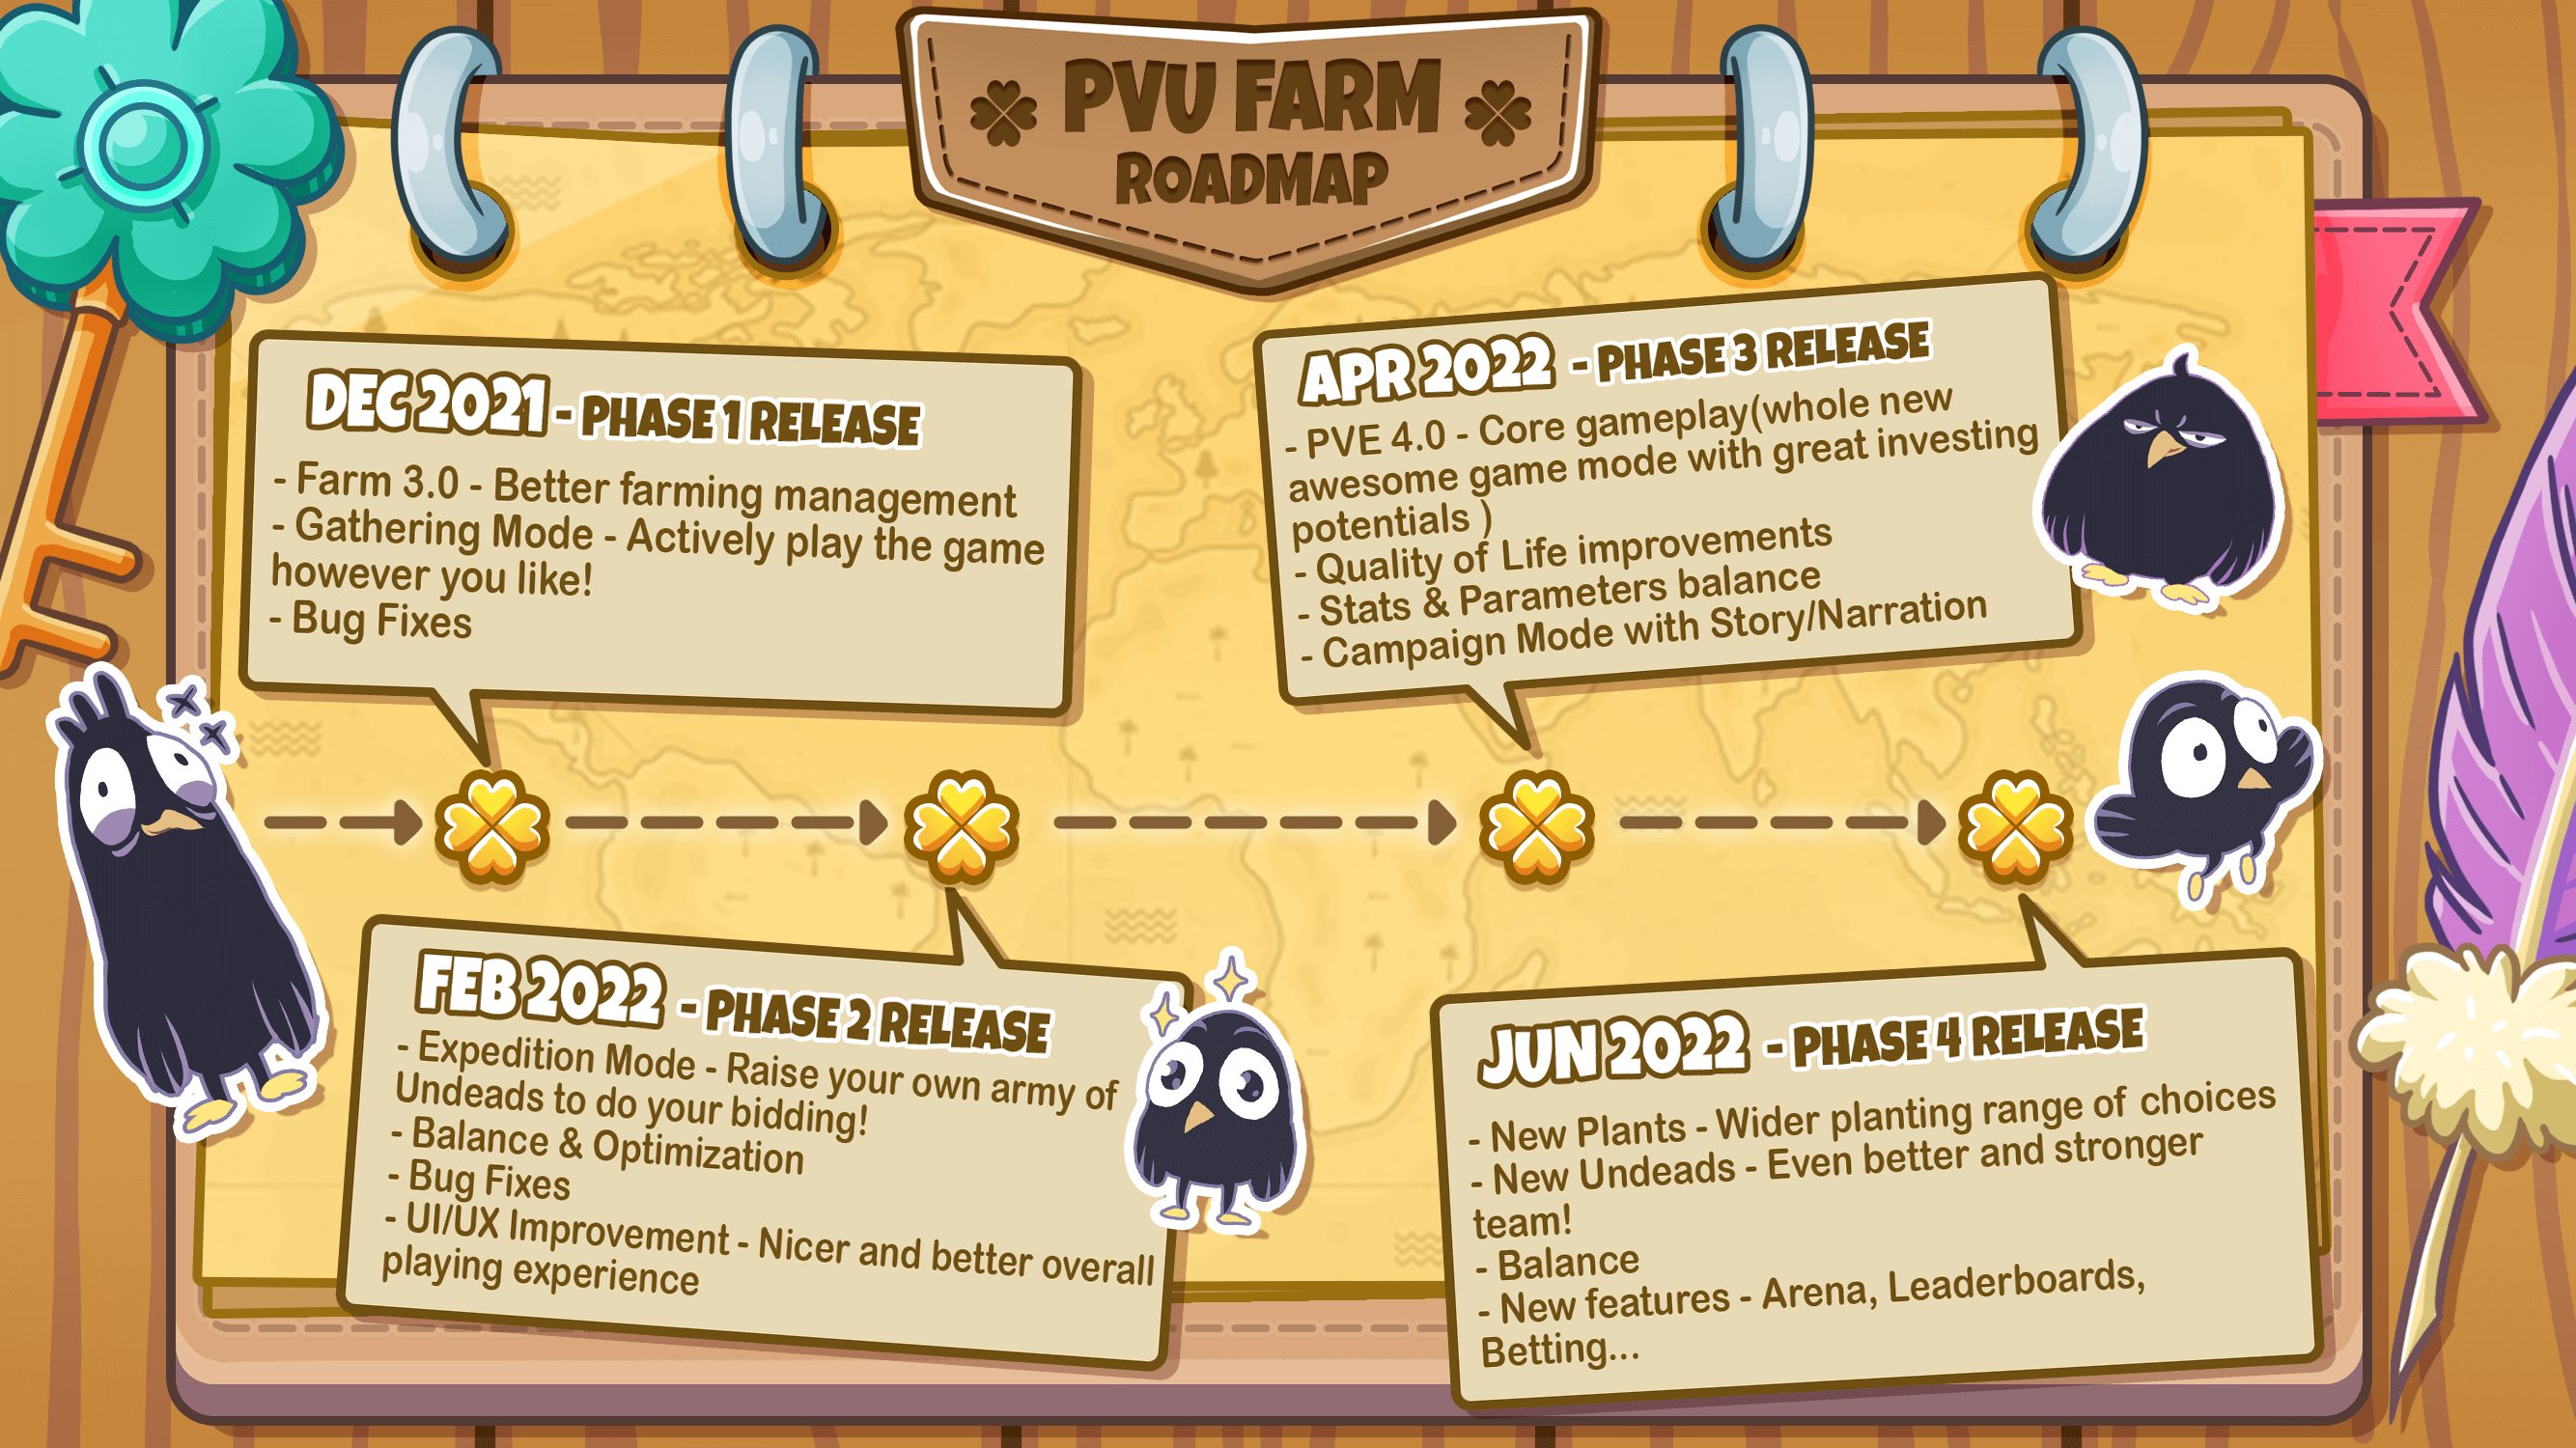 PVU FARM
ROADMAP
DEC 2021 - PHASE 1 RELEASE
- Farm 3.0 - Better farming management
- Gathering Mode - Actively play the game
however you like!
- Bug Fixes
APR 2022 - PHASE 3 RELEASE
- PVE 4.0 - Core gameplay(whole new
awesome game mode with great investing
potentials )
- Quality of Life improvements
- Stats & Parameters balance
- Campaign Mode with Story/Narration
FEB 2022 - PHASE 2 RELEASE
- Expedition Mode - Raise your own army of
Undeads to do your bidding!
- Balance & Optimization
- Bug Fixes
- UI/UX Improvement - Nicer and better overall
playing experience
JUN 2022 - PHASE 4 RELEASE
- New Plants - Wider planting range of choices
- New Undeads - Even better and stronger
team!
- Balance
- New features - Arena, Leaderboards,
Betting...